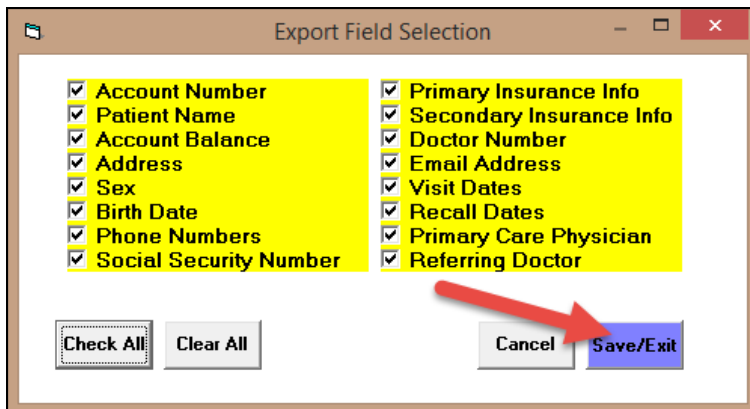 Export Field Selection
Account Number
Patient Name
Account Balance
Address
Sex
Birth Date
Phone Numbers
Social Security Number
Primary Insurance Info
Secondary Insurance Info
Doctor Number
Email Address
Visit Dates
Recall Dates
Primary Care Physician
Referring Doctor
Check All
Clear All
Cancel
Save/Exit